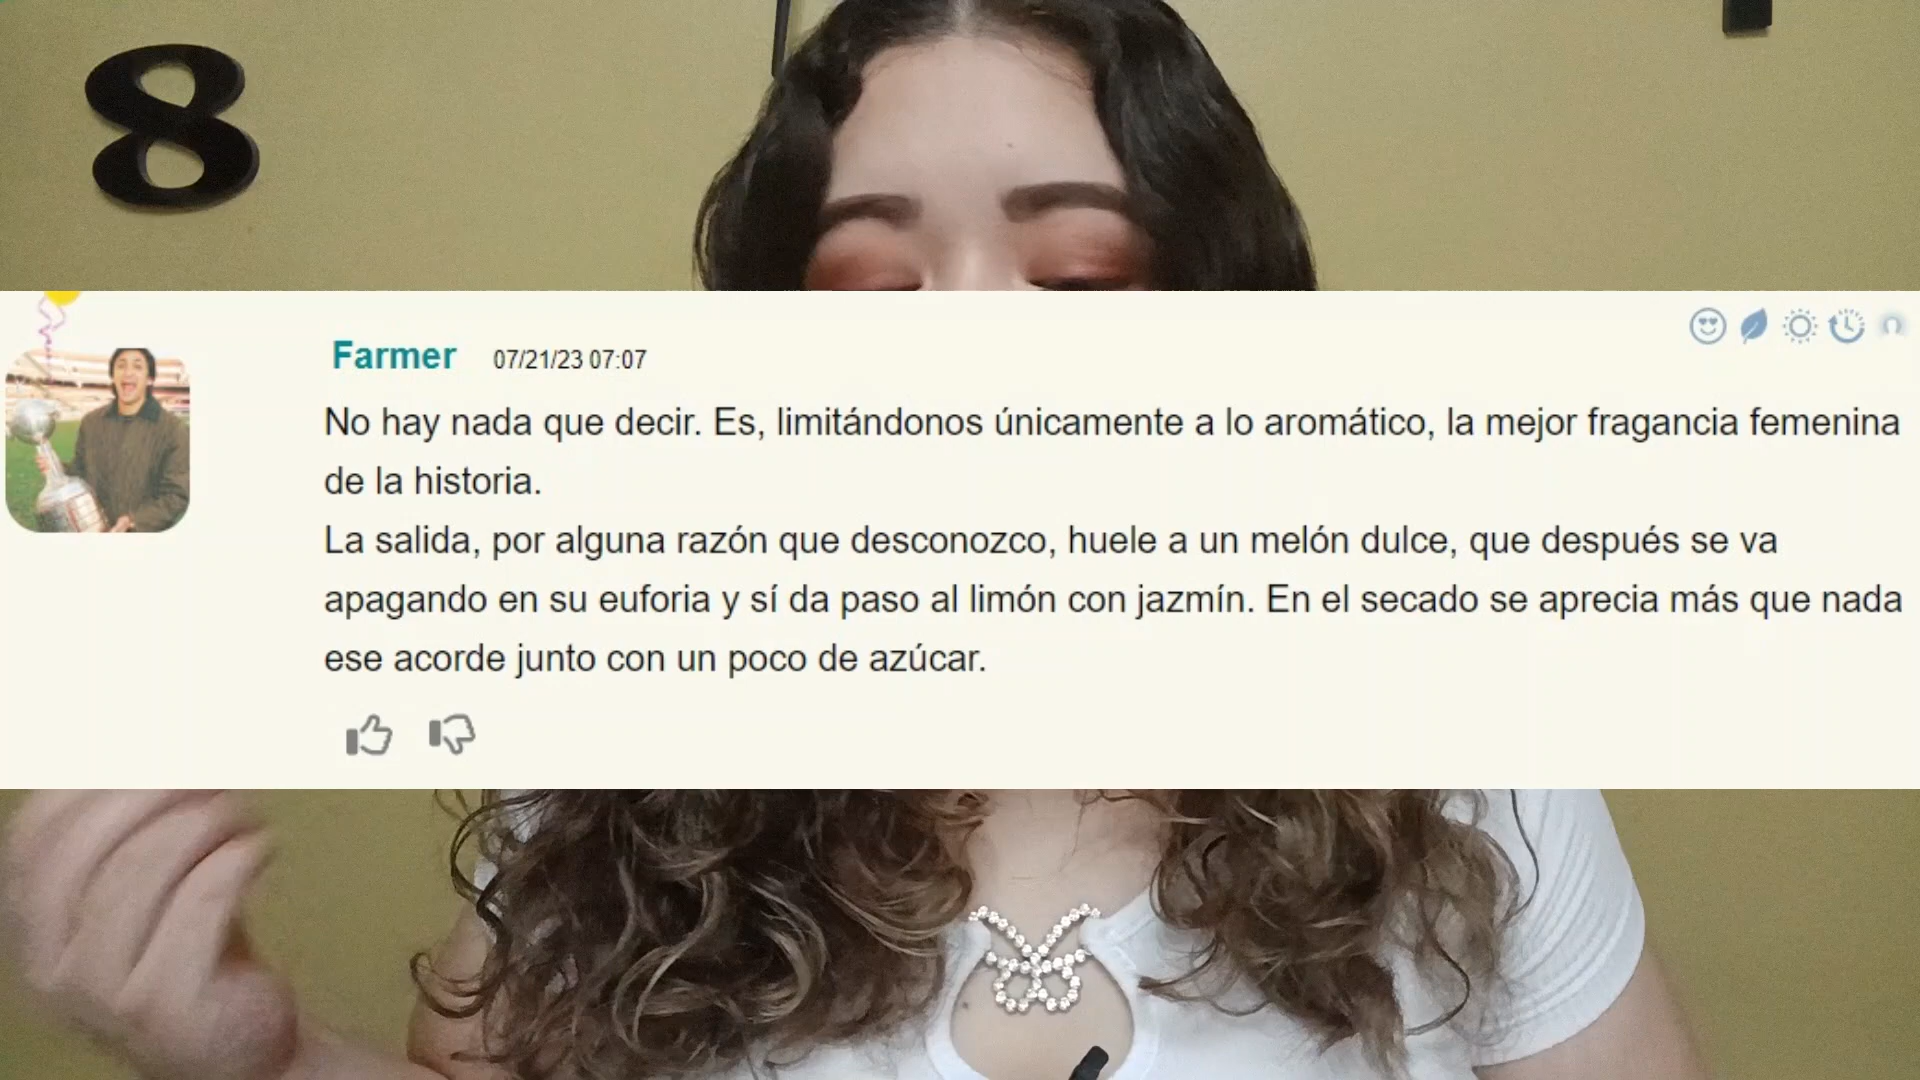 8
Farmer 07/21/23 07:07
No hay nada que decir. Es, limitándonos únicamente a lo aromático, la mejor fragancia femenina
de la historia.
La salida, por alguna razón que desconozco, huele a un melón dulce, que después se va
apagando en su euforia y sí da paso al limón con jazmín. En el secado se aprecia más que nada
ese acorde junto con un poco de azúcar.